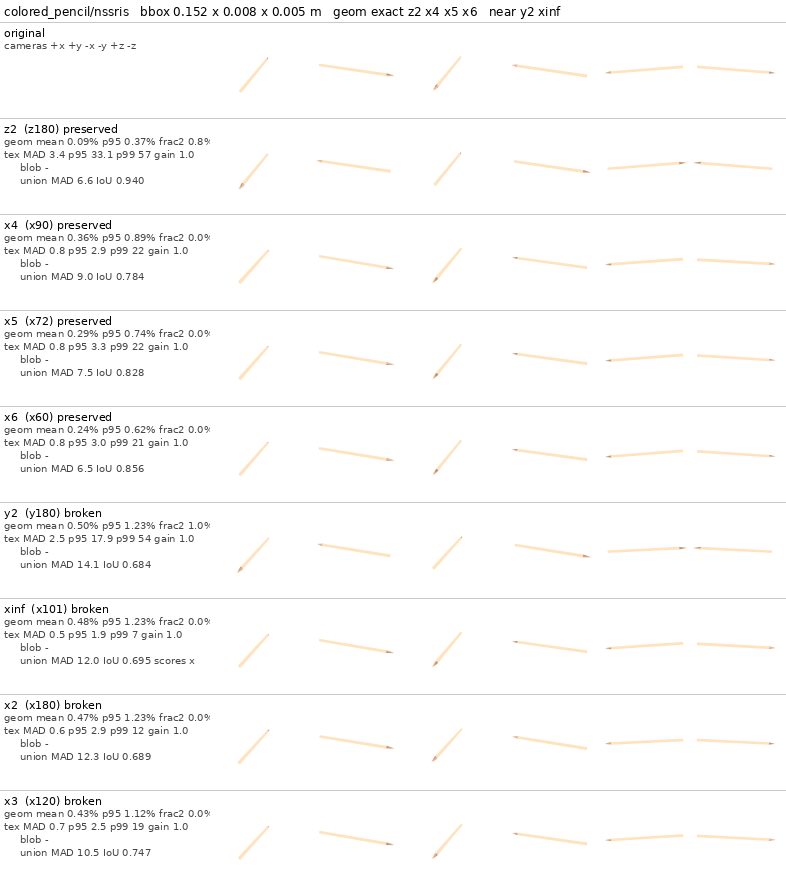 colored_pencil/nssris bbox 0.152 x 0.008 x 0.005 m geom exact z2 x4 x5 x6 near y2 xinf
original
cameras +x +y -x -y +z -z
z2 (z180) preserved
geom mean 0.09% p95 0.37% frac2 0.8%
tex MAD 3.4 p95 33.1 p99 57 gain 1.0
blob -
union MAD 6.6 IoU 0.940
x4 (x90) preserved
geom mean 0.36% p95 0.89% frac2 0.0%
tex MAD 0.8 p95 2.9 p99 22 gain 1.0
blob -
union MAD 9.0 IoU 0.784
x5 (x72) preserved
geom mean 0.29% p95 0.74% frac2 0.0%
tex MAD 0.8 p95 3.3 p99 22 gain 1.0
blob -
union MAD 7.5 IoU 0.828
x6 (x60) preserved
geom mean 0.24% p95 0.62% frac2 0.0%
tex MAD 0.8 p95 3.0 p99 21 gain 1.0
blob -
union MAD 6.5 IoU 0.856
y2 (y180) broken
geom mean 0.50% p95 1.23% frac2 1.0%
tex MAD 2.5 p95 17.9 p99 54 gain 1.0
blob -
union MAD 14.1 IoU 0.684
xinf (x101) broken
geom mean 0.48% p95 1.23% frac2 0.0%
tex MAD 0.5 p95 1.9 p99 7 gain 1.0
blob -
union MAD 12.0 IoU 0.695 scores x
x2 (x180) broken
geom mean 0.47% p95 1.23% frac2 0.0%
tex MAD 0.6 p95 2.9 p99 12 gain 1.0
blob -
union MAD 12.3 IoU 0.689
x3 (x120) broken
geom mean 0.43% p95 1.12% frac2 0.0%
tex MAD 0.7 p95 2.5 p99 19 gain 1.0
blob -
union MAD 10.5 IoU 0.747